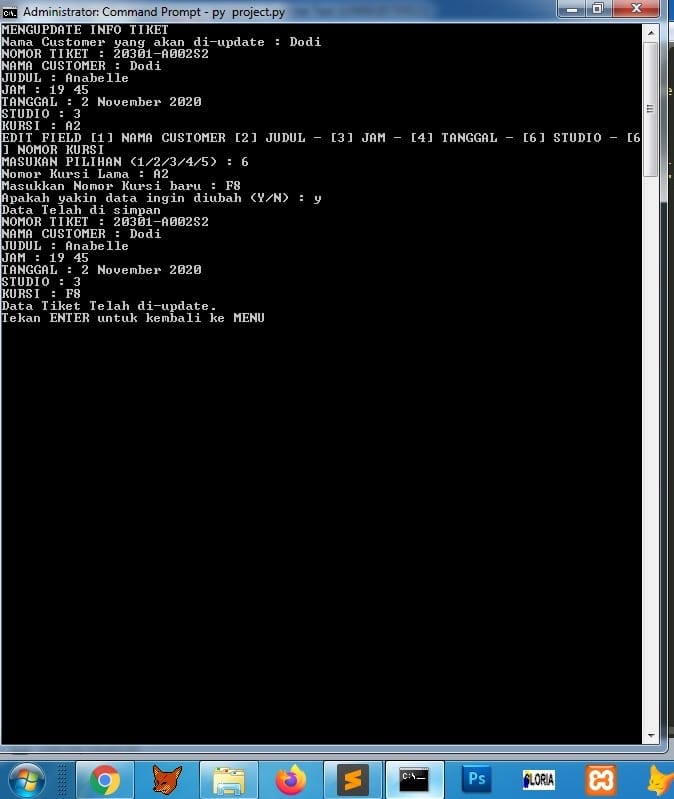 Administrator: Command Prompt - py project.py
MENGUPDATE INFO TIKET
Nama Customer yang akan di-update : Dodi
NOMOR TIKET : 20301-A002S2
NAMA CUSTOMER : Dodi
JUDUL : Anabelle
JAM : 19 45
TANGGAL : 2 November 2020
STUDIO : 3
KURSI : A2
EDIT FIELD [1] NAMA CUSTOMER [2] JUDUL - [3] JAM - [4] TANGGAL - [6] STUDIO - [6
] NOMOR KURSI
MASUKAN PILIHAN (1/2/3/4/5) : 6
Nomor Kursi Lama : A2
Masukkan Nomor Kursi baru : F8
Apakah yakin data ingin diubah (Y/N) : y
Data Telah di simpan
NOMOR TIKET : 20301-A002S2
NAMA CUSTOMER : Dodi
JUDUL : Anabelle
JAM : 19 45
TANGGAL : 2 November 2020
STUDIO : 3
KURSI : F8
Data Tiket Telah di-update.
Tekan ENTER untuk kembali ke MENU
C:\_
Ps
GLORIA